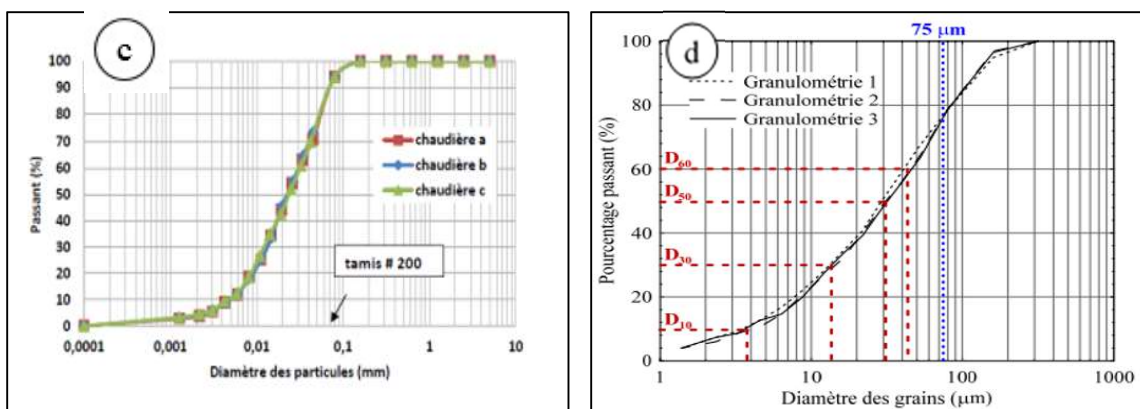 c
Passant (%)
100
90
80
70
60
50
40
30
20
10
0
chaudière a
chaudière b
chaudière c
tamis # 200
0,0001
0,001
0,01
0,1
1
10
Diamètre des particules (mm)
d
75 μm
Pourcentage passant (%)
100
80
60
40
20
0
Granulométrie 1
Granulométrie 2
Granulométrie 3
D60
D50
D30
D10
1
10
100
1000
Diamètre des grains (μm)